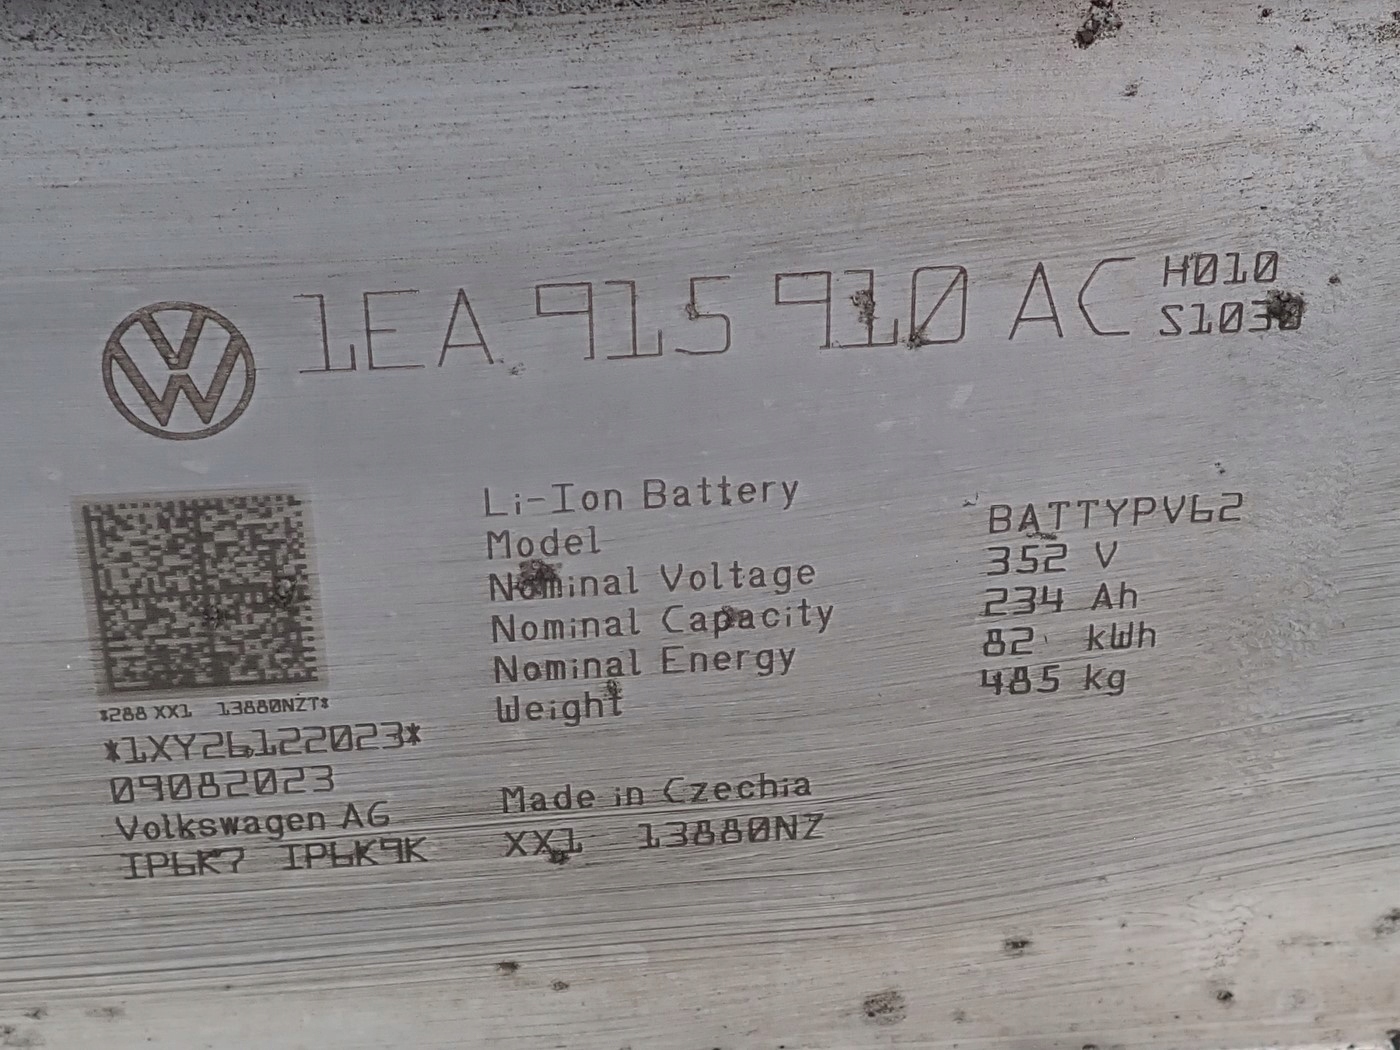 1EA 915 910 AC H010
S1030
Li-Ion Battery
Model BATTYPV62
Nominal Voltage 352 V
Nominal Capacity 234 Ah
Nominal Energy 82 kWh
Weight 485 kg
*288 XX1 13880NZT*
*1XY26122023*
09082023
Volkswagen AG
Made in Czechia
IP6K7 IP6K9K
XX1 13880NZ